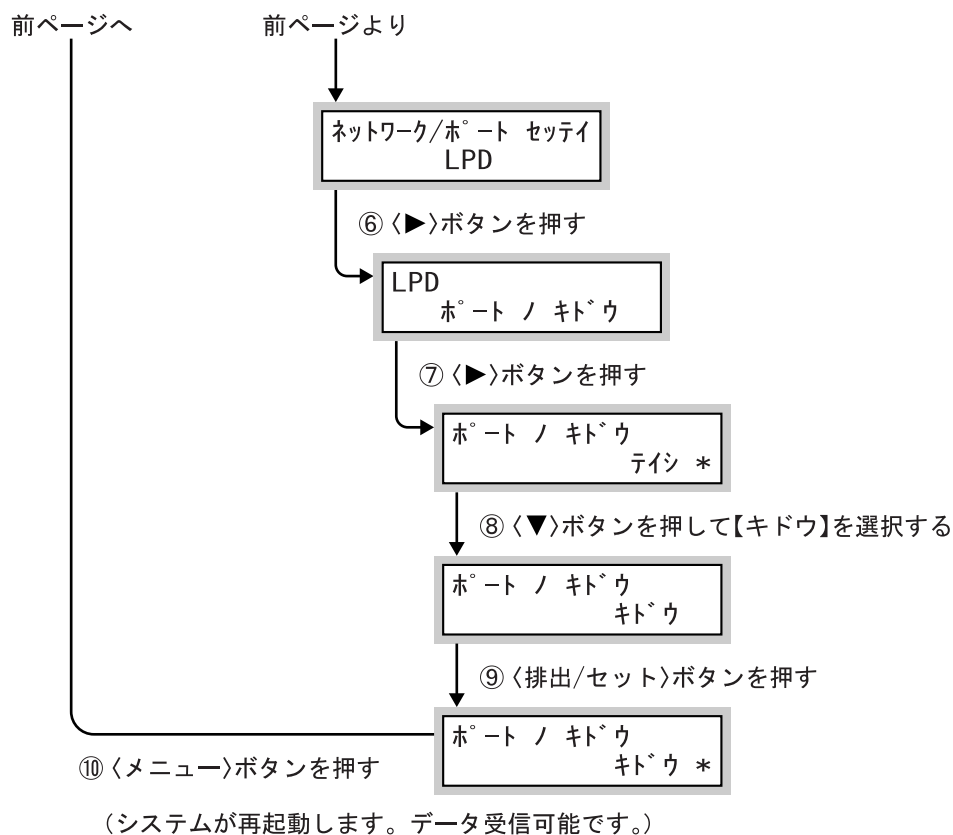 前ページへ 前ページより
ネットワーク/ポート セッテイ
LPD
⑥〈▶〉ボタンを押す
LPD
ポート ノ キドウ
⑦〈▶〉ボタンを押す
ポート ノ キドウ
テイシ *
⑧〈▼〉ボタンを押して【キドウ】を選択する
ポート ノ キドウ
キドウ
⑨〈排出/セット〉ボタンを押す
ポート ノ キドウ
キドウ *
⑩〈メニュー〉ボタンを押す
（システムが再起動します。データ受信可能です。）